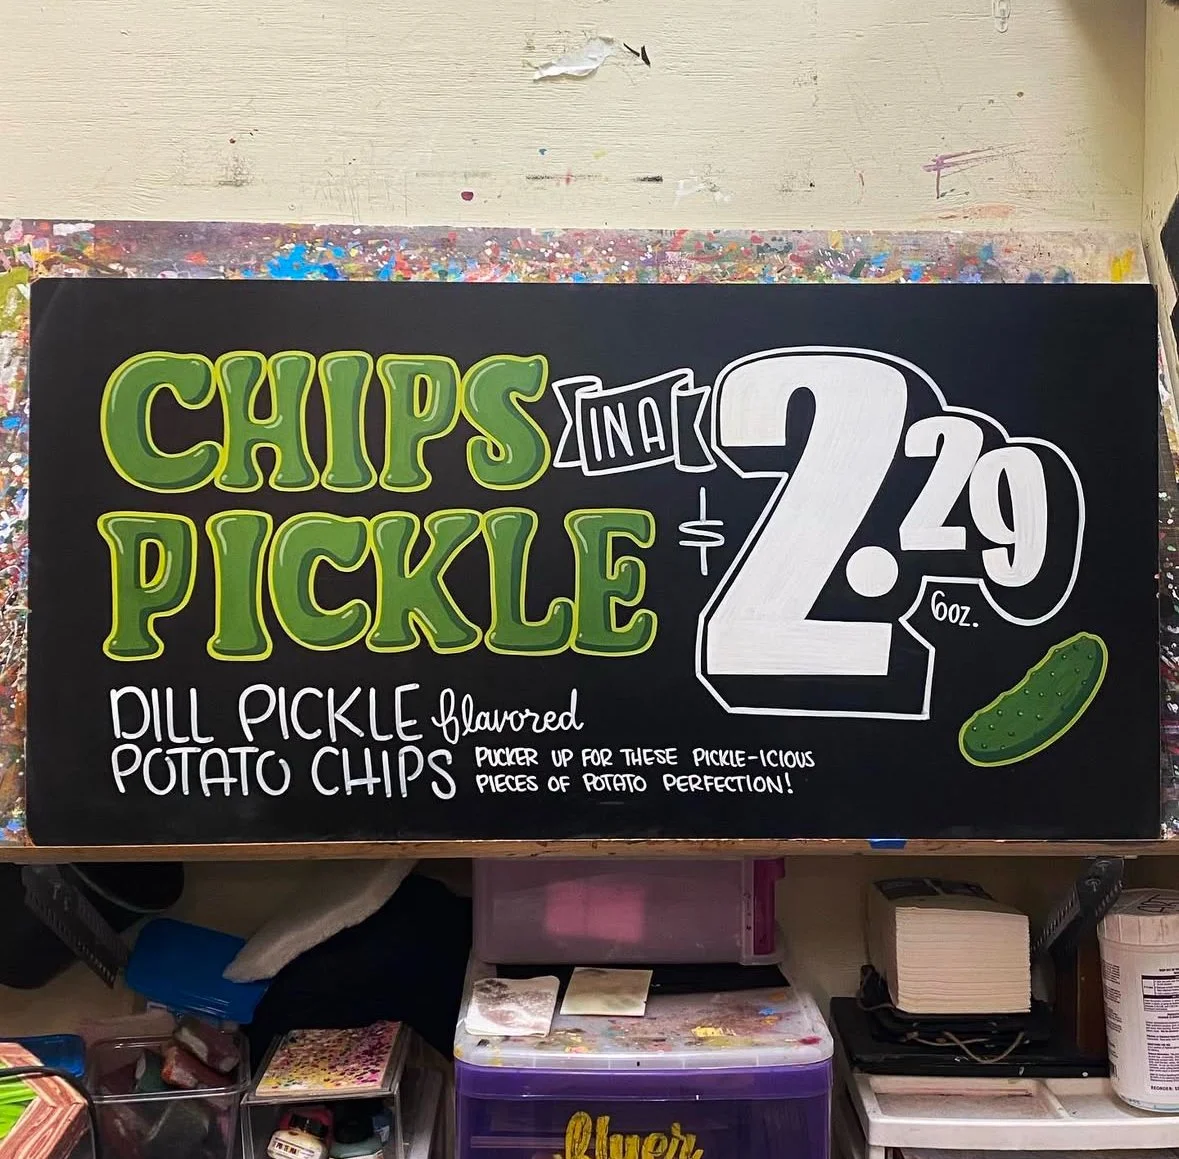 CHIPS IN A
PICKLE
$2.29
6oz.
DILL PICKLE flavored
POTATO CHIPS
PUCKER UP FOR THESE PICKLE-ICIOUS
PIECES OF POTATO PERFECTION!
flyer